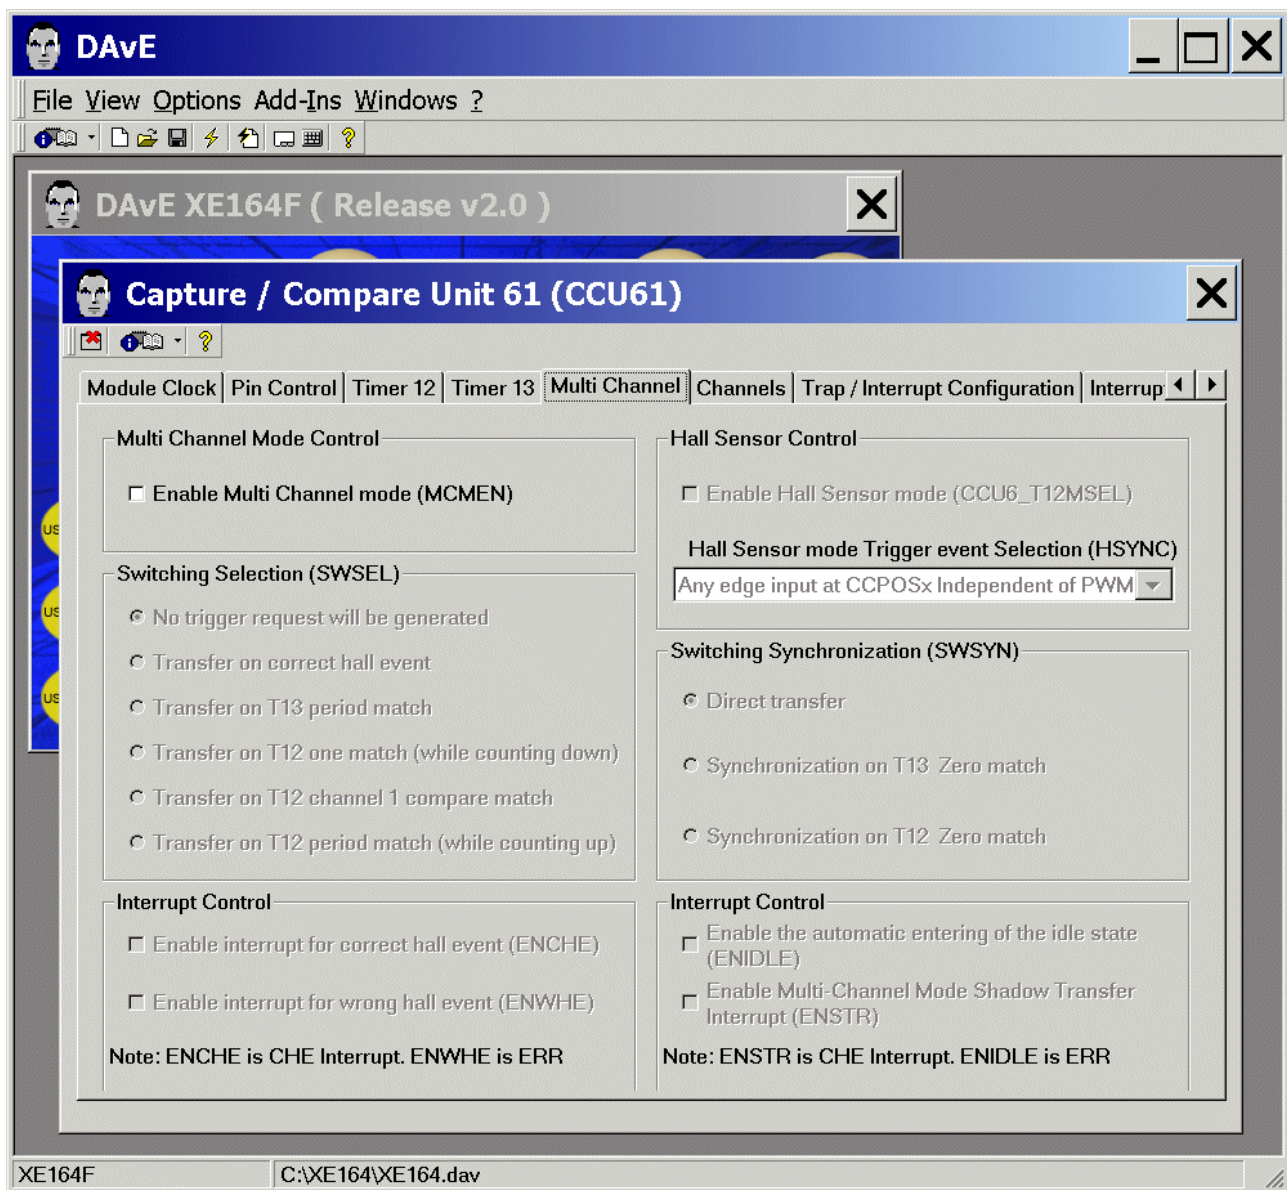 DAvE
File View Options Add-Ins Windows ?
DAvE XE164F ( Release v2.0 )
Capture / Compare Unit 61 (CCU61)
Module Clock Pin Control Timer 12 Timer 13 Multi Channel Channels Trap / Interrupt Configuration Interrup
Multi Channel Mode Control
Enable Multi Channel mode (MCMEN)
Switching Selection (SWSEL)
No trigger request will be generated
Transfer on correct hall event
Transfer on T13 period match
Transfer on T12 one match (while counting down)
Transfer on T12 channel 1 compare match
Transfer on T12 period match (while counting up)
Interrupt Control
Enable interrupt for correct hall event (ENCHE)
Enable interrupt for wrong hall event (ENWHE)
Note: ENCHE is CHE Interrupt. ENWHE is ERR
Hall Sensor Control
Enable Hall Sensor mode (CCU6_T12MSEL)
Hall Sensor mode Trigger event Selection (HSYNC)
Any edge input at CCPOSx Independent of PWM
Switching Synchronization (SWSYN)
Direct transfer
Synchronization on T13 Zero match
Synchronization on T12 Zero match
Interrupt Control
Enable the automatic entering of the idle state
(ENIDLE)
Enable Multi-Channel Mode Shadow Transfer
Interrupt (ENSTR)
Note: ENSTR is CHE Interrupt. ENIDLE is ERR
US
US
US
XE164F
C:\XE164\XE164.dav